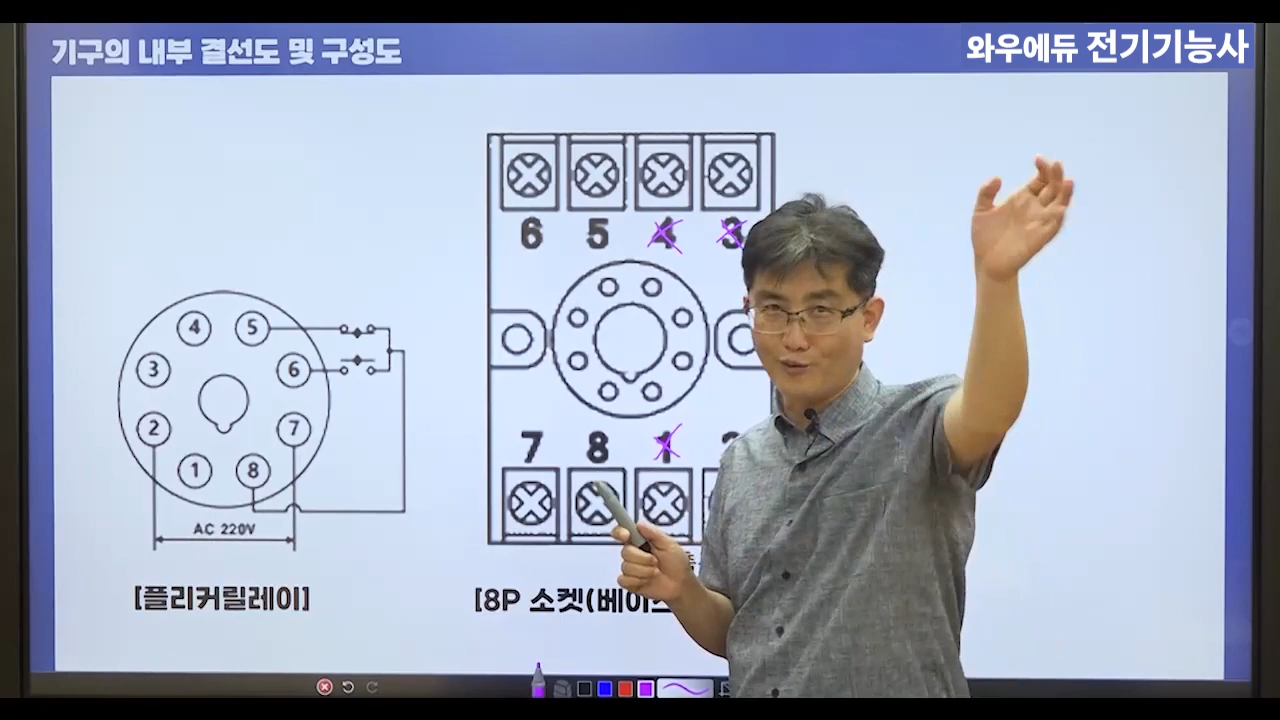 기구의 내부 결선도 및 구성도
와우에듀 전기기능사
6 5 4 3
4 5
3 6
2 7
1 8
AC 220V
7 8 1
[플리커릴레이]
[8P 소켓(베이스